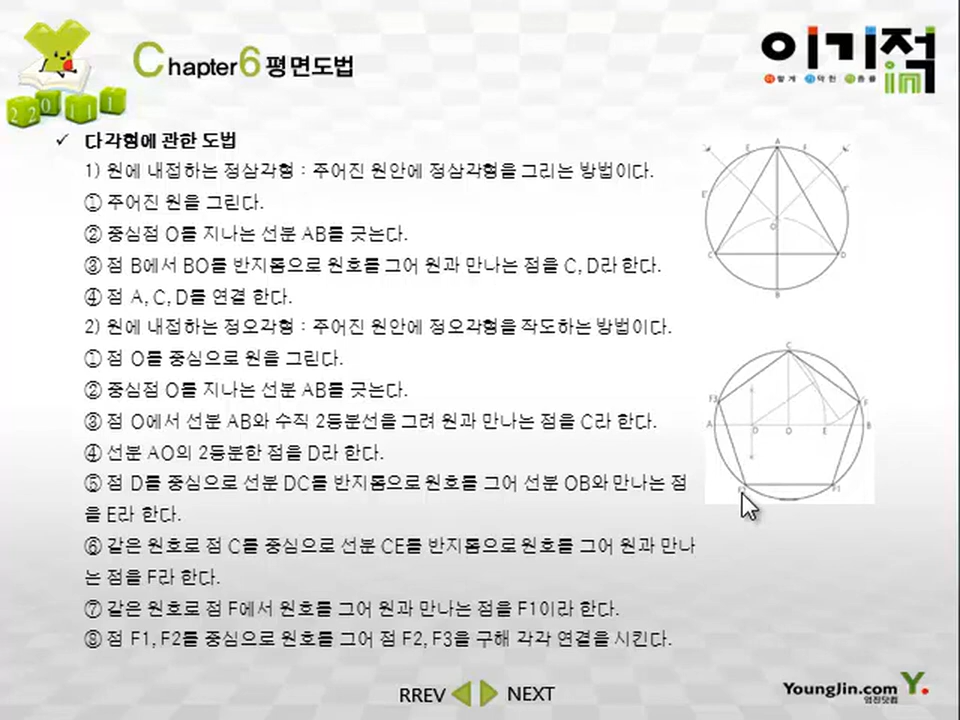 Chapter6 평면도법
이기적in
22011
✓ 다각형에 관한 도법
1) 원에 내접하는 정삼각형 : 주어진 원안에 정삼각형을 그리는 방법이다.
① 주어진 원을 그린다.
② 중심점 O를 지나는 선분 AB를 긋는다.
③ 점 B에서 BO를 반지름으로 원호를 그어 원과 만나는 점을 C, D라 한다.
④ 점 A, C, D를 연결 한다.
2) 원에 내접하는 정오각형 : 주어진 원안에 정오각형을 작도하는 방법이다.
① 점 O를 중심으로 원을 그린다.
② 중심점 O를 지나는 선분 AB를 긋는다.
③ 점 O에서 선분 AB와 수직 2등분선을 그려 원과 만나는 점을 C라 한다.
④ 선분 AO의 2등분한 점을 D라 한다.
⑤ 점 D를 중심으로 선분 DC를 반지름으로 원호를 그어 선분 OB와 만나는 점
을 E라 한다.
⑥ 같은 원호로 점 C를 중심으로 선분 CE를 반지름으로 원호를 그어 원과 만나
는 점을 F라 한다.
⑦ 같은 원호로 점 F에서 원호를 그어 원과 만나는 점을 F1이라 한다.
⑧ 점 F1, F2를 중심으로 원호를 그어 점 F2, F3을 구해 각각 연결을 시킨다.
E A F
O
C D
B
C
F3 F
A D O E B
F2 F1
RREV NEXT
YoungJin.com Y.
영진닷컴